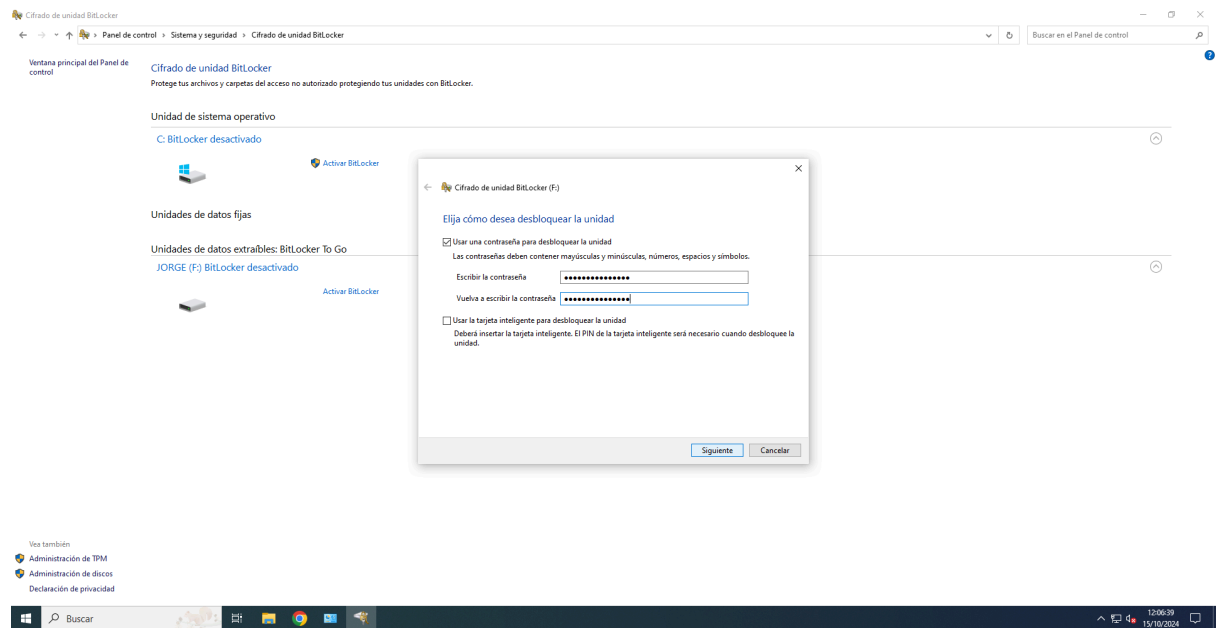 Cifrado de unidad BitLocker
Panel de control › Sistema y seguridad › Cifrado de unidad BitLocker
Buscar en el Panel de control
Ventana principal del Panel de
control
Cifrado de unidad BitLocker
Protege tus archivos y carpetas del acceso no autorizado protegiendo tus unidades con BitLocker.
Unidad de sistema operativo
C: BitLocker desactivado
Activar BitLocker
Unidades de datos fijas
Unidades de datos extraíbles: BitLocker To Go
JORGE (F:) BitLocker desactivado
Activar BitLocker
Cifrado de unidad BitLocker (F:)
Elija cómo desea desbloquear la unidad
Usar una contraseña para desbloquear la unidad
Las contraseñas deben contener mayúsculas y minúsculas, números, espacios y símbolos.
Escribir la contraseña
Vuelva a escribir la contraseña
Usar la tarjeta inteligente para desbloquear la unidad
Deberá insertar la tarjeta inteligente. El PIN de la tarjeta inteligente será necesario cuando desbloquee la
unidad.
Siguiente
Cancelar
Vea también
Administración de TPM
Administración de discos
Declaración de privacidad
Buscar
12:06:39
15/10/2024